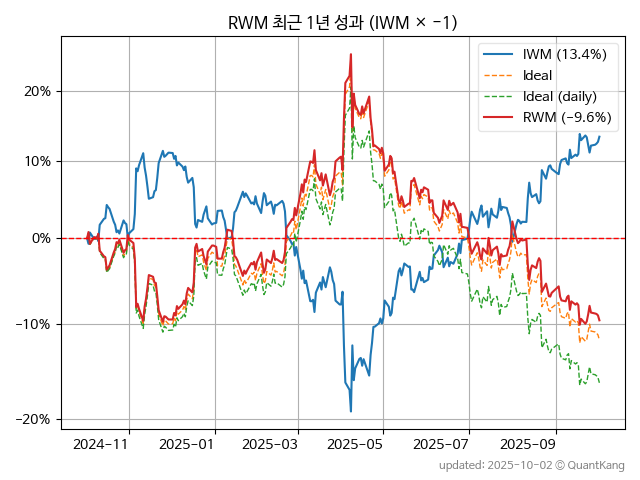 RWM 최근 1년 성과 (IWM × -1)
IWM (13.4%)
Ideal
Ideal (daily)
RWM (-9.6%)
20%
10%
0%
-10%
-20%
2024-11
2025-01
2025-03
2025-05
2025-07
2025-09
updated: 2025-10-02 © QuantKang